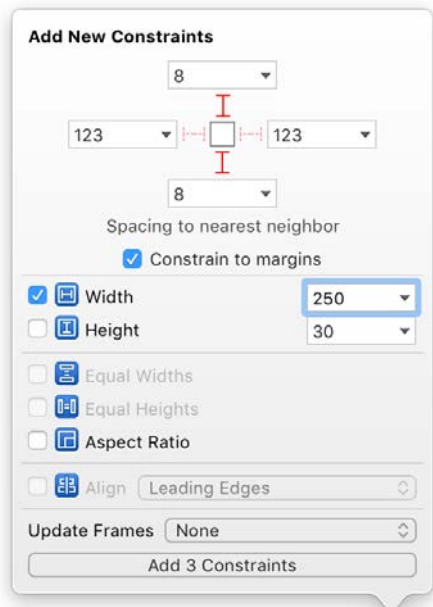 Add New Constraints
8
123 123
8
Spacing to nearest neighbor
Constrain to margins
Width 250
Height 30
Equal Widths
Equal Heights
Aspect Ratio
Align Leading Edges
Update Frames None
Add 3 Constraints